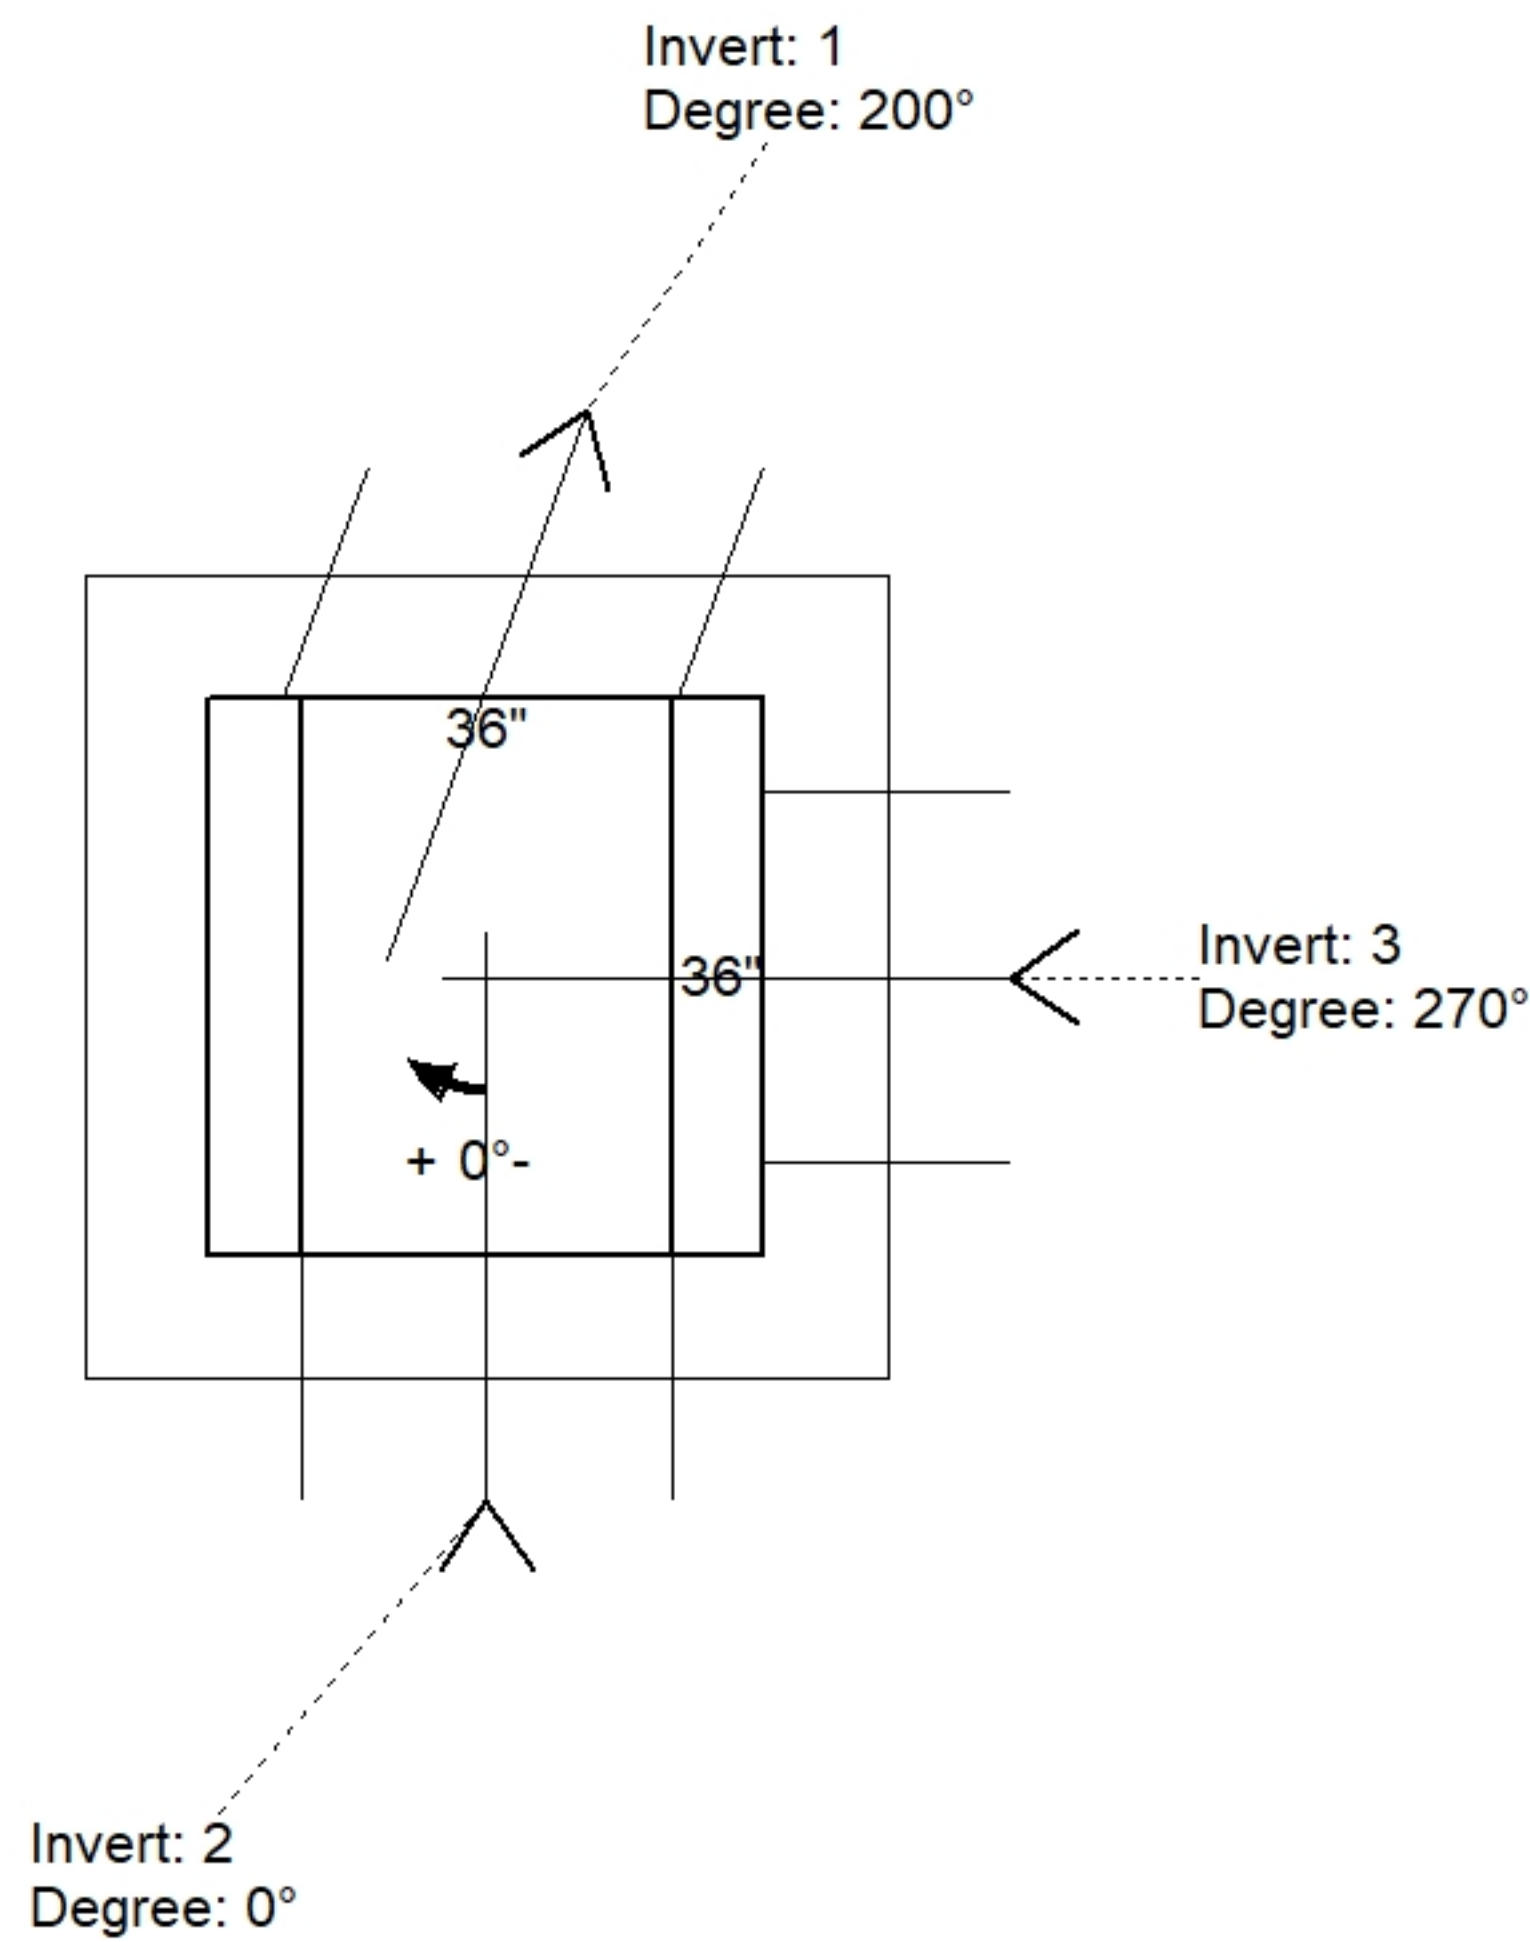 Invert: 1
Degree: 200°
36"
36"
Invert: 3
Degree: 270°
+ 0°-
Invert: 2
Degree: 0°